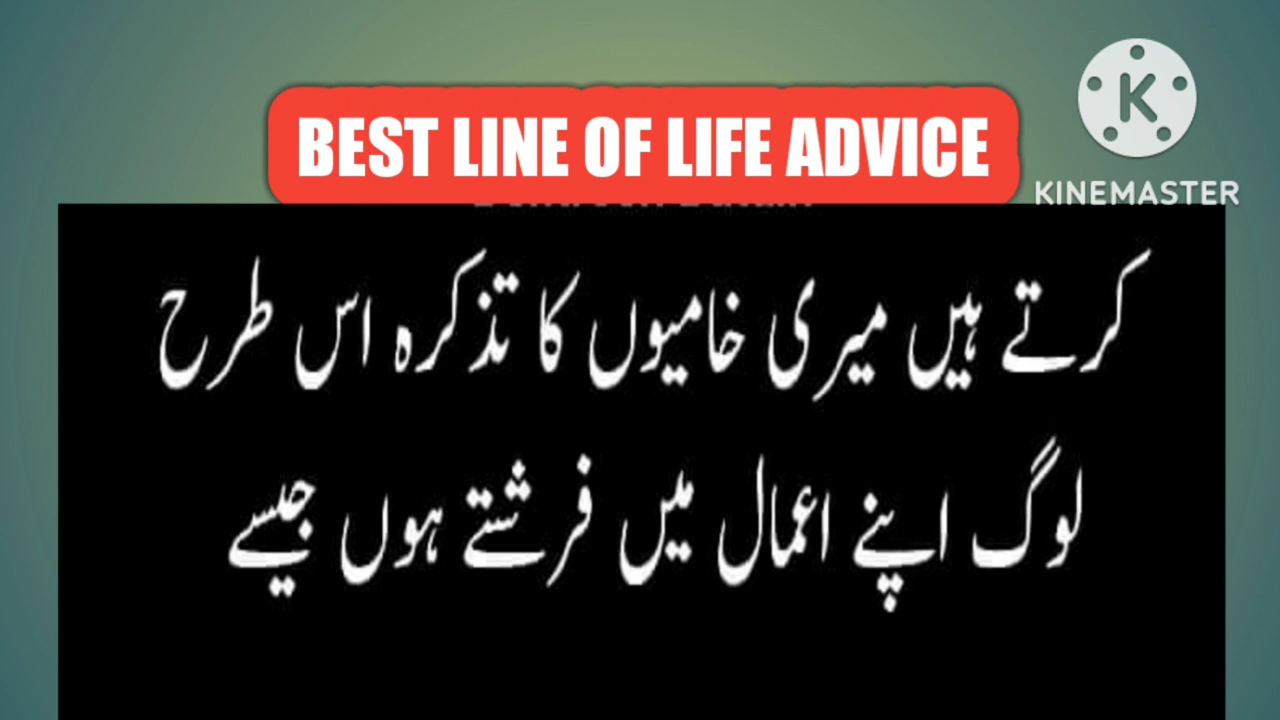 BEST LINE OF LIFE ADVICE
K
KINEMASTER
کرتے ہیں میری خامیوں کا تذکرہ اس طرح
لوگ اپنے اعمال میں فرشتے ہوں جیسے